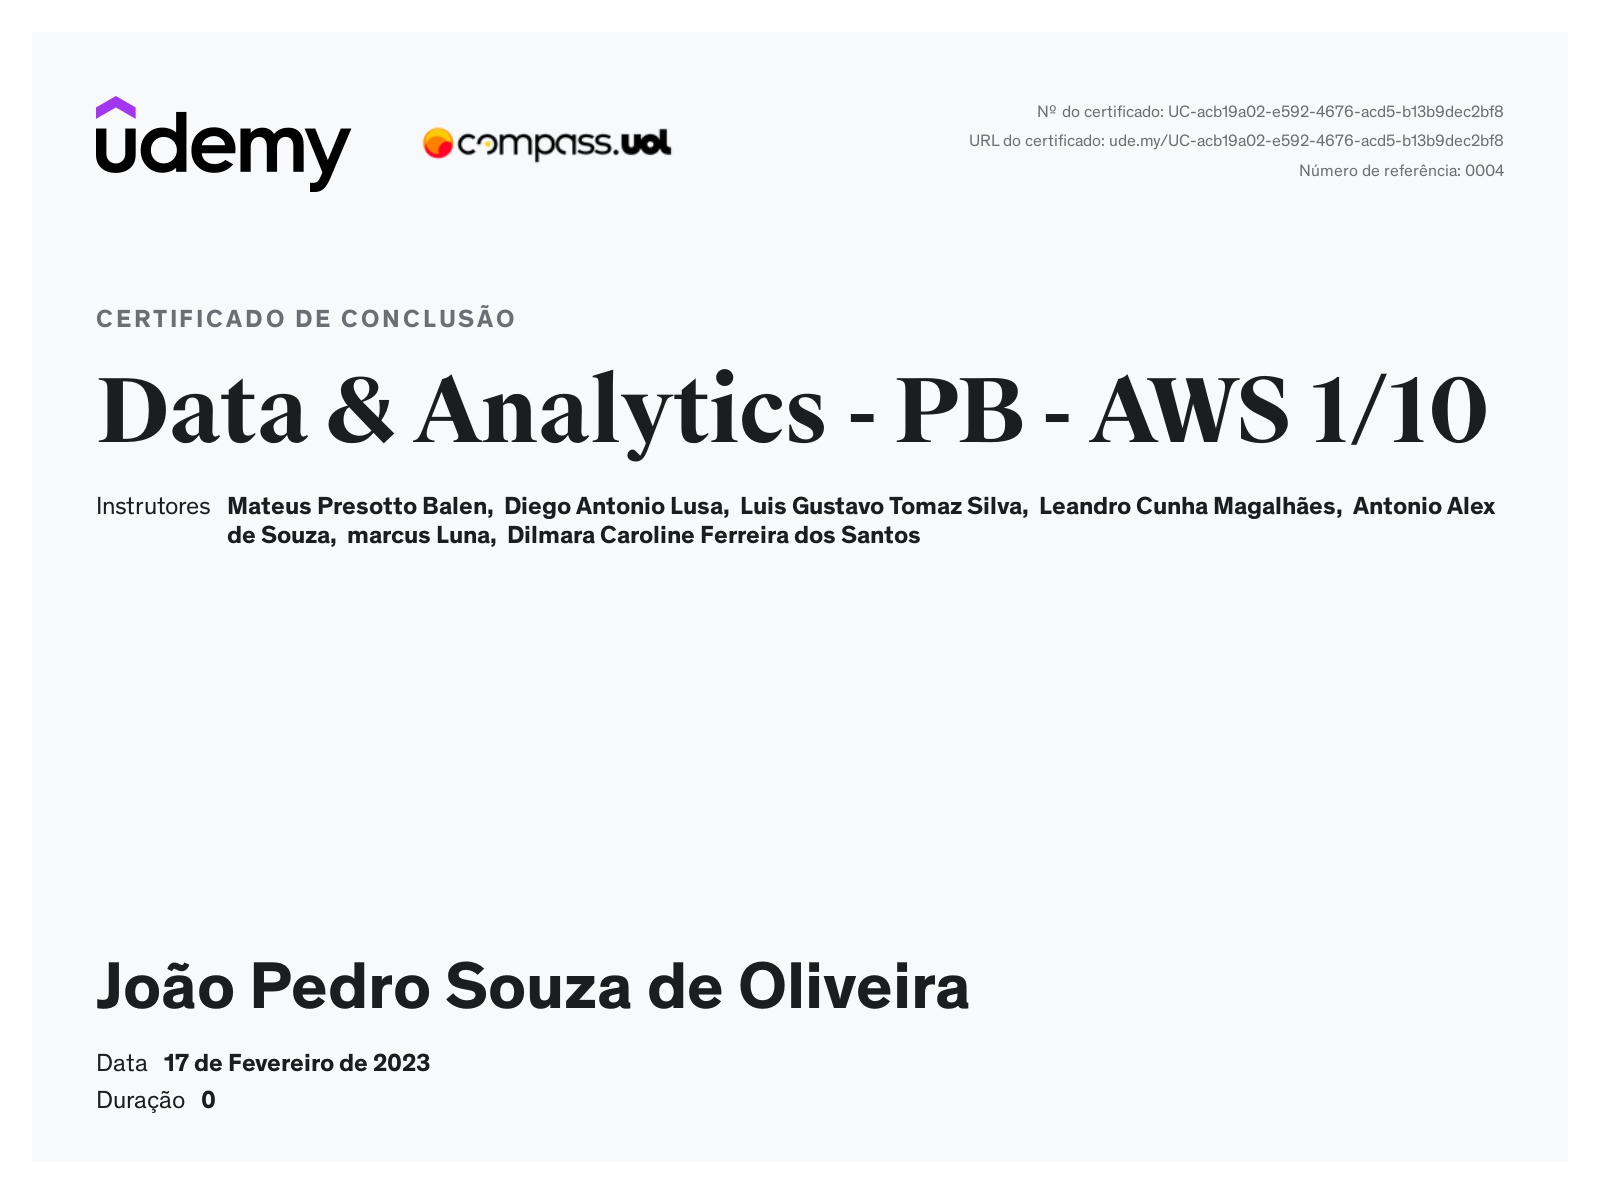 udemy
compass.uol
Nº do certificado: UC-acb19a02-e592-4676-acd5-b13b9dec2bf8
URL do certificado: ude.my/UC-acb19a02-e592-4676-acd5-b13b9dec2bf8
Número de referência: 0004
CERTIFICADO DE CONCLUSÃO
Data & Analytics - PB - AWS 1/10
Instrutores Mateus Presotto Balen, Diego Antonio Lusa, Luis Gustavo Tomaz Silva, Leandro Cunha Magalhães, Antonio Alex
de Souza, marcus Luna, Dilmara Caroline Ferreira dos Santos
João Pedro Souza de Oliveira
Data 17 de Fevereiro de 2023
Duração 0